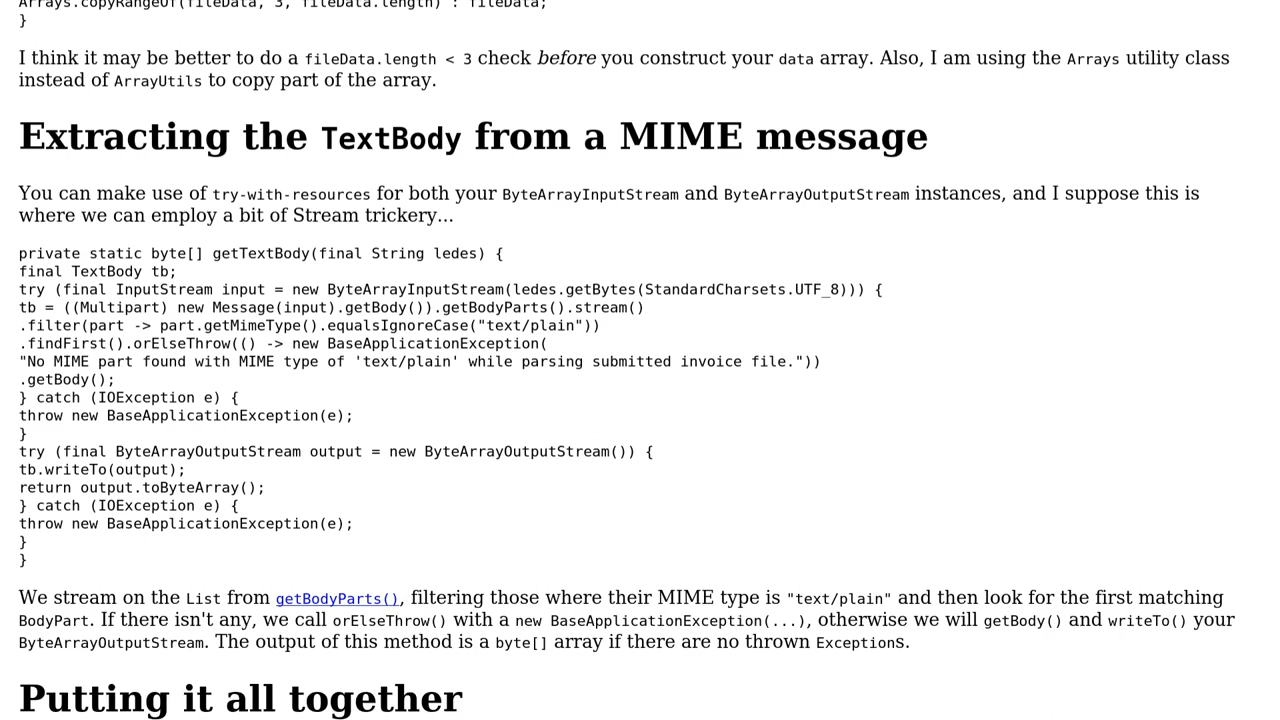 Arrays.copyRangeOf(fileData, 3, fileData.length) : fileData;
}
I think it may be better to do a fileData.length < 3 check before you construct your data array. Also, I am using the Arrays utility class
instead of ArrayUtils to copy part of the array.
Extracting the TextBody from a MIME message
You can make use of try-with-resources for both your ByteArrayInputStream and ByteArrayOutputStream instances, and I suppose this is
where we can employ a bit of Stream trickery...
private static byte[] getTextBody(final String ledes) {
final TextBody tb;
try (final InputStream input = new ByteArrayInputStream(ledes.getBytes(StandardCharsets.UTF_8))) {
tb = ((Multipart) new Message(input).getBody()).getBodyParts().stream()
.filter(part -> part.getMimeType().equalsIgnoreCase("text/plain"))
.findFirst().orElseThrow(() -> new BaseApplicationException(
"No MIME part found with MIME type of 'text/plain' while parsing submitted invoice file."))
.getBody();
} catch (IOException e) {
throw new BaseApplicationException(e);
}
try (final ByteArrayOutputStream output = new ByteArrayOutputStream()) {
tb.writeTo(output);
return output.toByteArray();
} catch (IOException e) {
throw new BaseApplicationException(e);
}
}
We stream on the List from getBodyParts(), filtering those where their MIME type is "text/plain" and then look for the first matching
BodyPart. If there isn't any, we call orElseThrow() with a new BaseApplicationException(...), otherwise we will getBody() and writeTo() your
ByteArrayOutputStream. The output of this method is a byte[] array if there are no thrown Exceptions.
Putting it all together